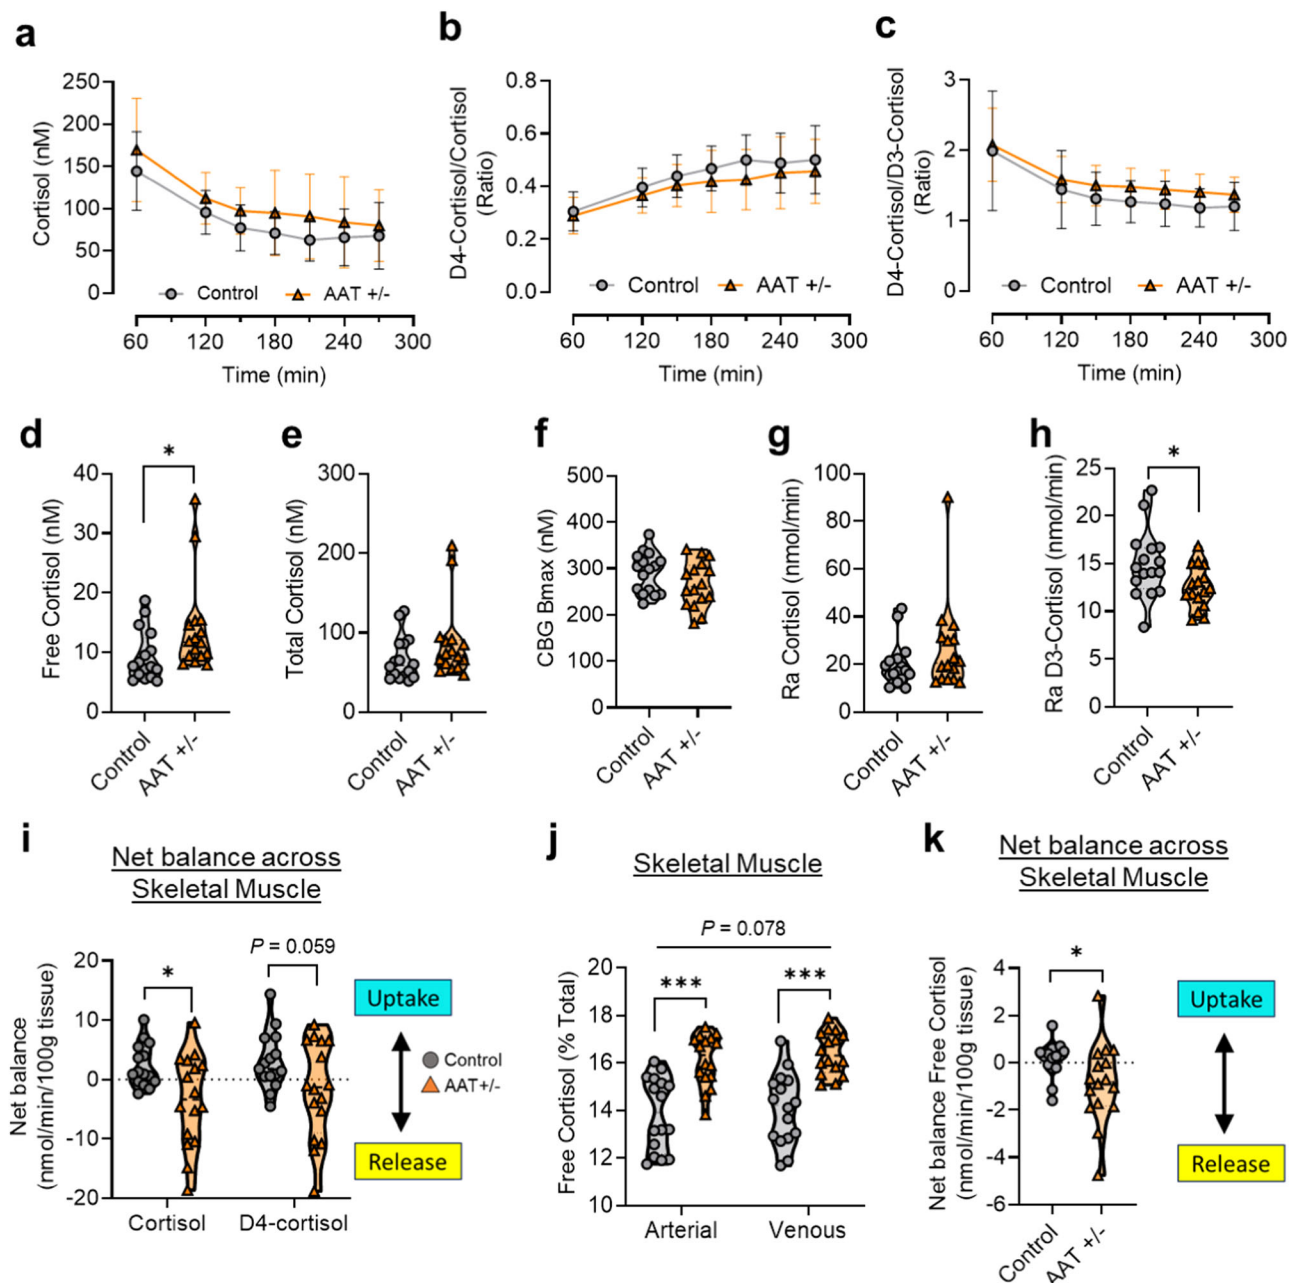 a
250
200
150
100
50
0
Cortisol (nM)
Control
AAT +/-
60
120
180
240
300
Time (min)
b
0.8
0.6
0.4
0.2
0.0
D4-Cortisol/Cortisol
(Ratio)
Control
AAT +/-
60
120
180
240
300
Time (min)
c
3
2
1
0
D4-Cortisol/D3-Cortisol
(Ratio)
Control
AAT +/-
60
120
180
240
300
Time (min)
d
*
40
30
20
10
0
Free Cortisol (nM)
Control
AAT +/-
e
300
200
100
0
Total Cortisol (nM)
Control
AAT +/-
f
500
400
300
200
100
0
CBG Bmax (nM)
Control
AAT +/-
g
100
80
60
40
20
0
Ra Cortisol (nmol/min)
Control
AAT +/-
h
*
25
20
15
10
5
0
Ra D3-Cortisol (nmol/min)
Control
AAT +/-
i
Net balance across
Skeletal Muscle
P = 0.059
*
20
10
0
-10
-20
Net balance
(nmol/min/100g tissue)
Cortisol
D4-cortisol
Uptake
Control
AAT+/-
Release
j
Skeletal Muscle
P = 0.078
***
***
20
18
16
14
12
10
Free Cortisol (% Total)
Arterial
Venous
k
Net balance across
Skeletal Muscle
*
4
2
0
-2
-4
-6
Net balance Free Cortisol
(nmol/min/100g tissue)
Control
AAT +/-
Uptake
Release